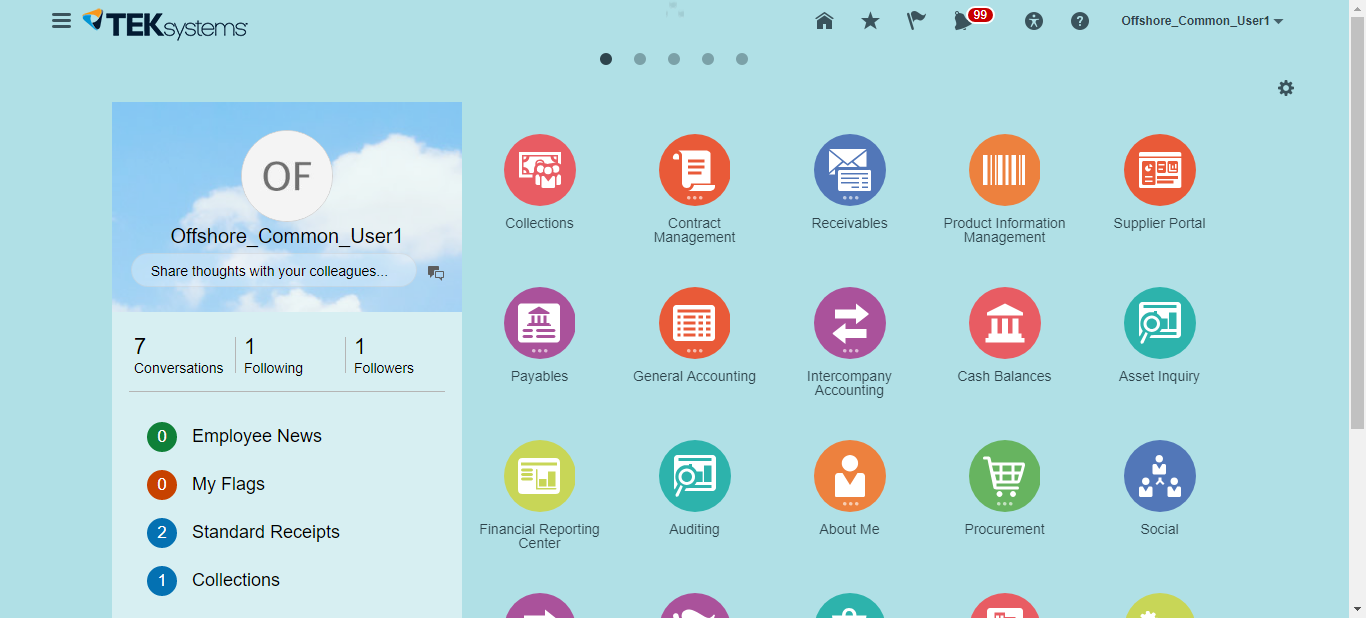 TEKsystems
99
?
Offshore_Common_User1
OF
Offshore_Common_User1
Share thoughts with your colleagues...
7
Conversations
1
Following
1
Followers
0 Employee News
0 My Flags
2 Standard Receipts
1 Collections
Collections
Contract
Management
Receivables
Product Information
Management
Supplier Portal
Payables
General Accounting
Intercompany
Accounting
Cash Balances
Asset Inquiry
Financial Reporting
Center
Auditing
About Me
Procurement
Social